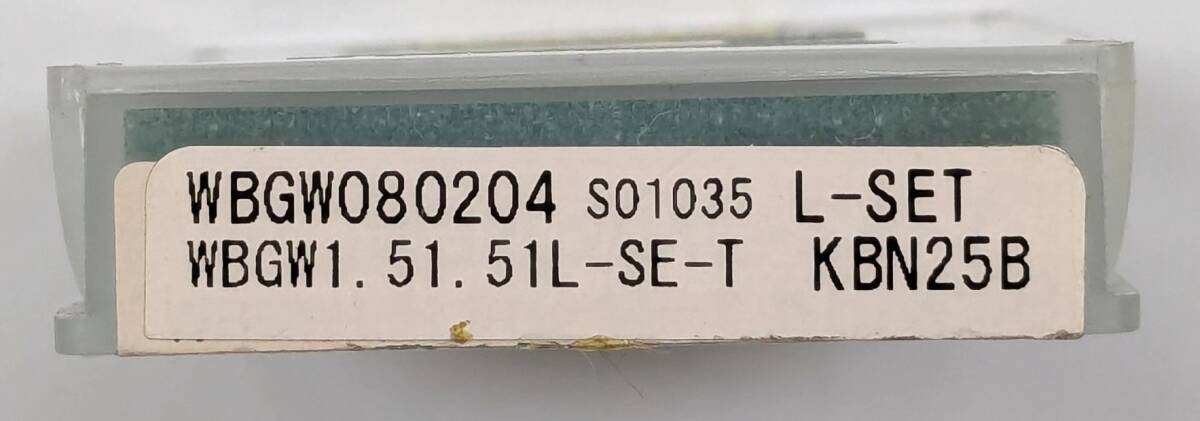 WBGW080204 S01035 L-SET
WBGW1.51.51L-SE-T KBN25B